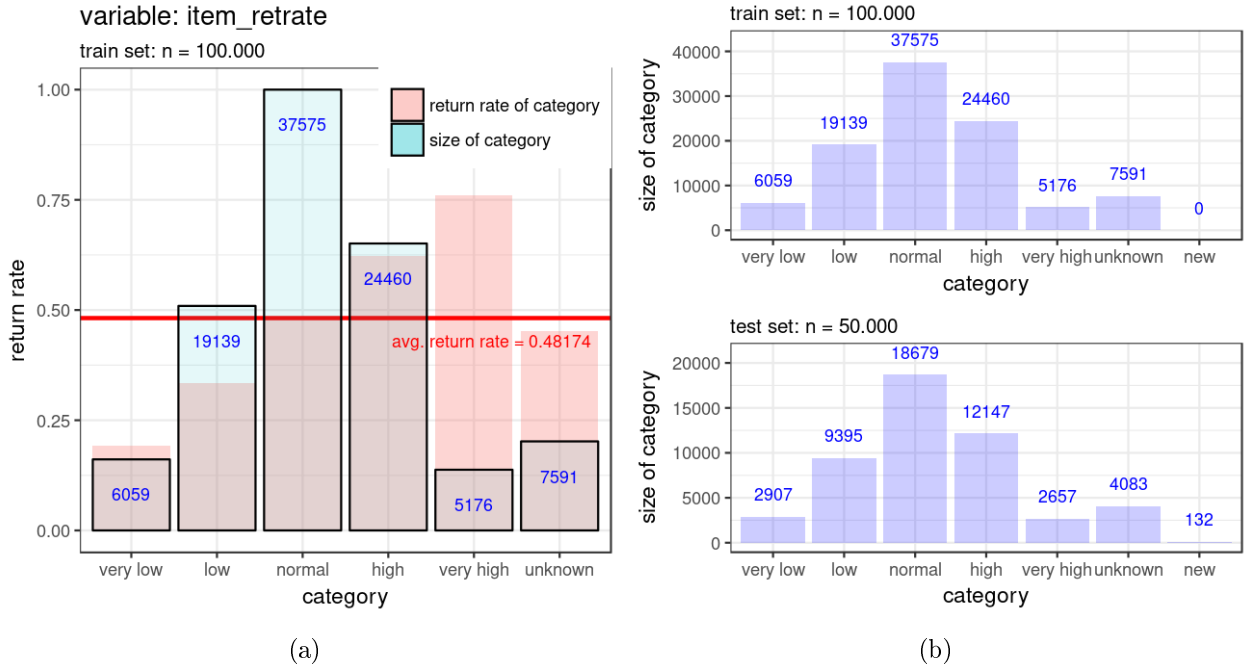 variable: item_retrate
train set: n = 100.000
return rate
1.00
0.75
0.50
0.25
0.00
return rate of category
size of category
37575
24460
19139
avg. return rate = 0.48174
6059
5176
7591
very low low normal high very high unknown
category
(a)
train set: n = 100.000
size of category
40000
30000
20000
10000
0
6059
19139
37575
24460
5176
7591
0
very low low normal high very high unknown new
category
test set: n = 50.000
size of category
20000
15000
10000
5000
0
2907
9395
18679
12147
2657
4083
132
very low low normal high very high unknown new
category
(b)